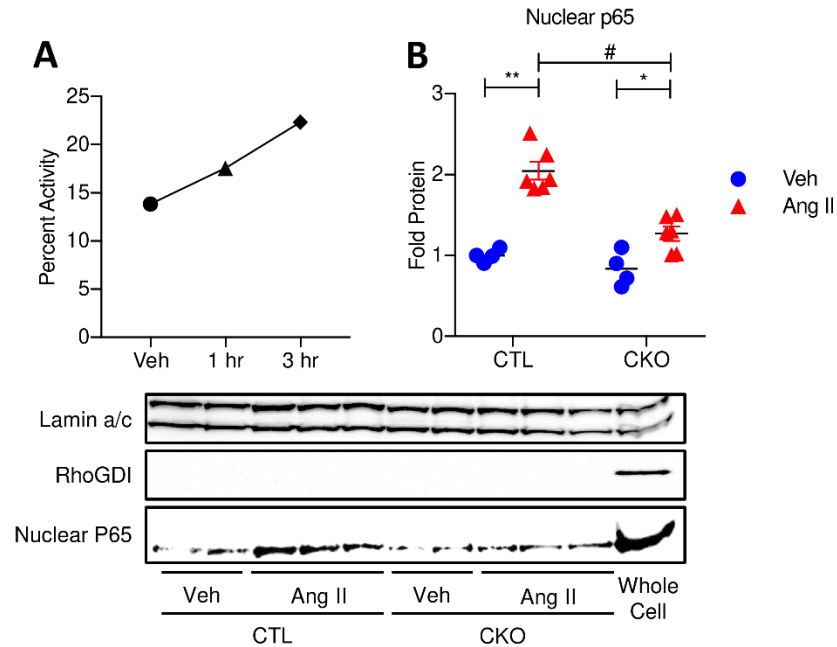 Nuclear p65
A
B
#
**
*
25
20
15
10
5
0
Percent Activity
Veh 1 hr 3 hr
3
2
1
0
Fold Protein
CTL CKO
Veh
Ang II
Lamin a/c
RhoGDI
Nuclear P65
Veh Ang II Veh Ang II Whole
Cell
CTL CKO